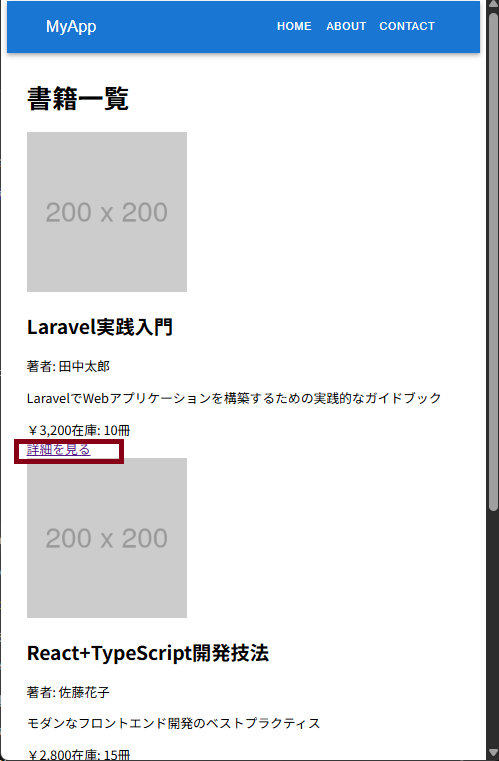 MyApp HOME ABOUT CONTACT
書籍一覧
200 x 200
Laravel実践入門
著者: 田中太郎
LaravelでWebアプリケーションを構築するための実践的なガイドブック
￥3,200在庫: 10冊
詳細を見る
200 x 200
React+TypeScript開発技法
著者: 佐藤花子
モダンなフロントエンド開発のベストプラクティス
￥2,800在庫: 15冊